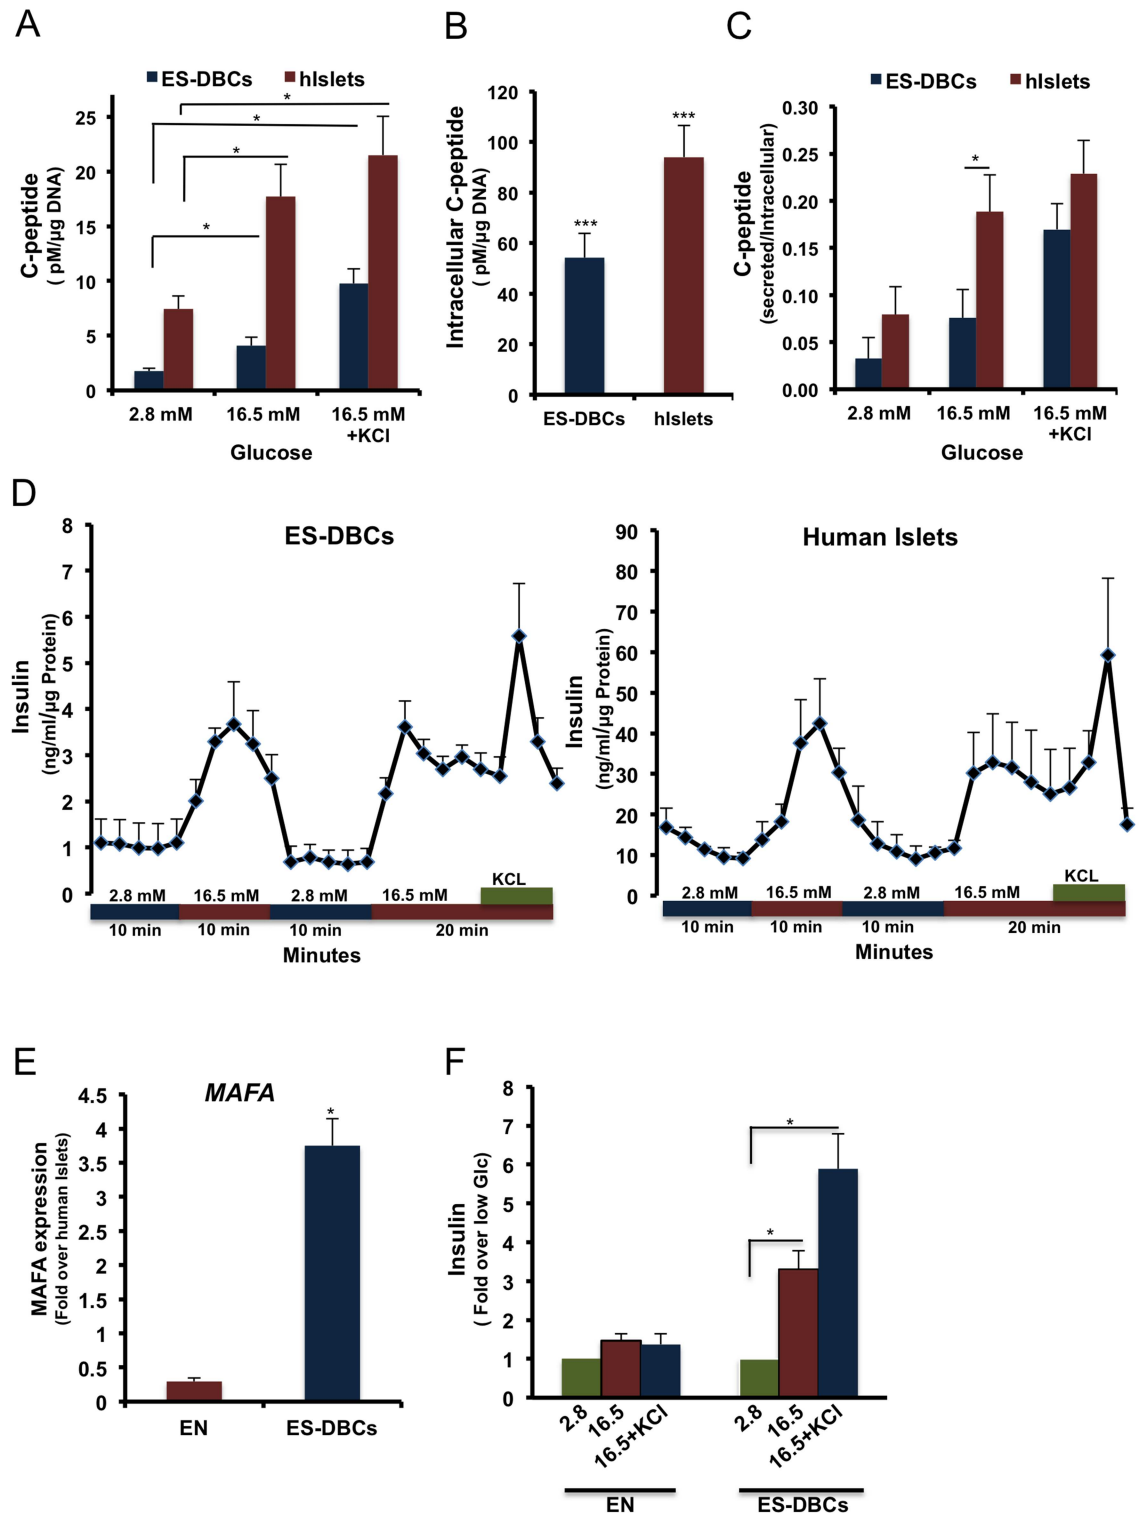 A
ES-DBCs hIslets
C-peptide
( pM/µg DNA)
25
20
15
10
5
0
*
*
*
*
2.8 mM 16.5 mM 16.5 mM
+KCl
Glucose
B
Intracellular C-peptide
( pM/µg DNA)
120
100
80
60
40
20
0
***
***
ES-DBCs hIslets
C
ES-DBCs hIslets
C-peptide
(secreted/Intracellular)
0.30
0.25
0.20
0.15
0.10
0.05
0.00
*
2.8 mM 16.5 mM 16.5 mM
+KCl
Glucose
D
ES-DBCs
Insulin
(ng/ml/µg Protein)
8
7
6
5
4
3
2
1
0
KCL
2.8 mM 16.5 mM 2.8 mM 16.5 mM
10 min 10 min 10 min 20 min
Minutes
Human Islets
Insulin
(ng/ml/µg Protein)
90
80
70
60
50
40
30
20
10
0
KCL
2.8 mM 16.5 mM 2.8 mM 16.5 mM
10 min 10 min 10 min 20 min
Minutes
E
MAFA
MAFA expression
(Fold over human Islets)
4.5
4
3.5
3
2.5
2
1.5
1
0.5
0
*
EN ES-DBCs
F
Insulin
( Fold over low Glc)
8
7
6
5
4
3
2
1
0
*
*
2.8 16.5 16.5+KCl 2.8 16.5 16.5+KCl
EN ES-DBCs